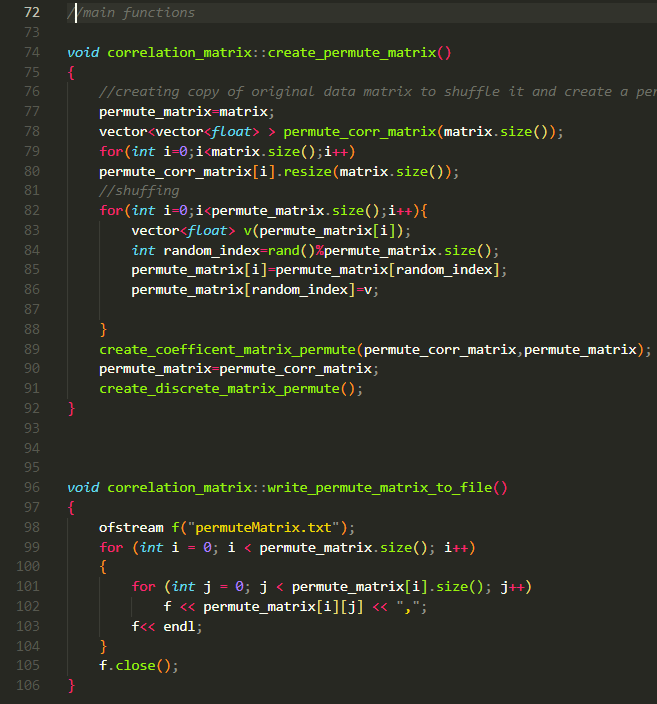 72 //main functions
73
74 void correlation_matrix::create_permute_matrix()
75 {
76 //creating copy of original data matrix to shuffle it and create a per
77 permute_matrix=matrix;
78 vector<vector<float> > permute_corr_matrix(matrix.size());
79 for(int i=0;i<matrix.size();i++)
80 permute_corr_matrix[i].resize(matrix.size());
81 //shuffing
82 for(int i=0;i<permute_matrix.size();i++){
83 vector<float> v(permute_matrix[i]);
84 int random_index=rand()%permute_matrix.size();
85 permute_matrix[i]=permute_matrix[random_index];
86 permute_matrix[random_index]=v;
87
88 }
89 create_coefficent_matrix_permute(permute_corr_matrix,permute_matrix);
90 permute_matrix=permute_corr_matrix;
91 create_discrete_matrix_permute();
92 }
93
94
95
96 void correlation_matrix::write_permute_matrix_to_file()
97 {
98 ofstream f("permuteMatrix.txt");
99 for (int i = 0; i < permute_matrix.size(); i++)
100 {
101 for (int j = 0; j < permute_matrix[i].size(); j++)
102 f << permute_matrix[i][j] << ",";
103 f<< endl;
104 }
105 f.close();
106 }